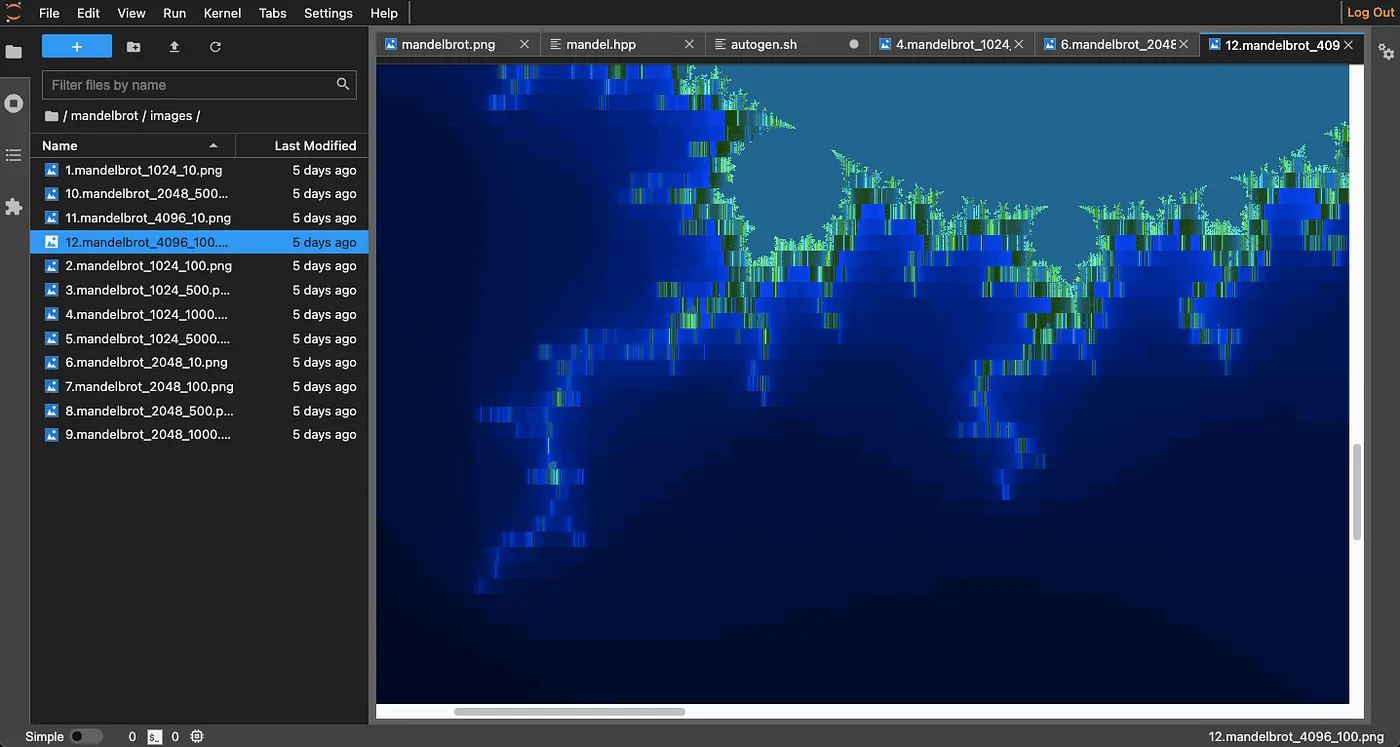 File Edit View Run Kernel Tabs Settings Help Log Out
mandelbrot.png mandel.hpp autogen.sh 4.mandelbrot_1024_ 6.mandelbrot_2048 12.mandelbrot_409
Filter files by name
/ mandelbrot / images /
Name Last Modified
1.mandelbrot_1024_10.png 5 days ago
10.mandelbrot_2048_500... 5 days ago
11.mandelbrot_4096_10.png 5 days ago
12.mandelbrot_4096_100.... 5 days ago
2.mandelbrot_1024_100.png 5 days ago
3.mandelbrot_1024_500.p... 5 days ago
4.mandelbrot_1024_1000.... 5 days ago
5.mandelbrot_1024_5000.... 5 days ago
6.mandelbrot_2048_10.png 5 days ago
7.mandelbrot_2048_100.png 5 days ago
8.mandelbrot_2048_500.p... 5 days ago
9.mandelbrot_2048_1000.... 5 days ago
Simple 0 $_ 0 12.mandelbrot_4096_100.png